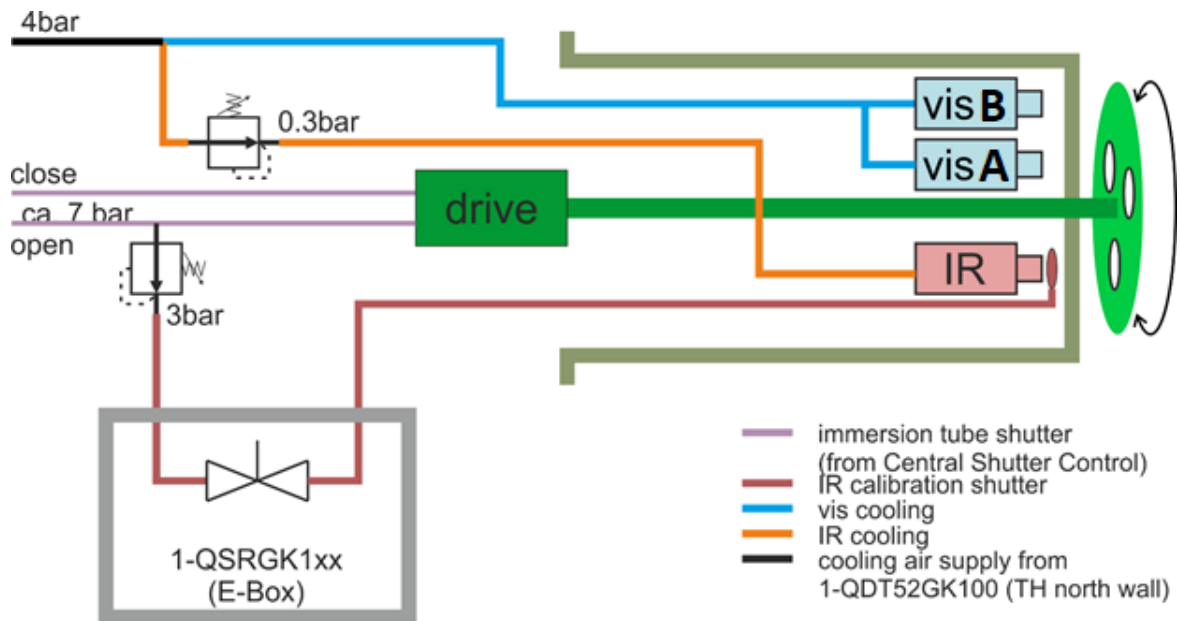 4bar
0.3bar
vis B
vis A
close
ca. 7 bar
open
drive
IR
3bar
1-QSRGK1xx
(E-Box)
immersion tube shutter
(from Central Shutter Control)
IR calibration shutter
vis cooling
IR cooling
cooling air supply from
1-QDT52GK100 (TH north wall)